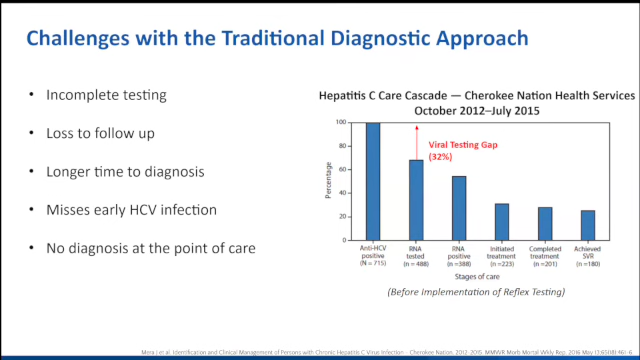 Challenges with the Traditional Diagnostic Approach
• Incomplete testing
• Loss to follow up
• Longer time to diagnosis
• Misses early HCV infection
• No diagnosis at the point of care
Hepatitis C Care Cascade — Cherokee Nation Health Services
October 2012–July 2015
Viral Testing Gap
(32%)
Percentage
100
80
60
40
20
0
Anti-HCV positive (N = 715)
RNA tested (n =488)
RNA positive (n=388)
Initiated treatment (n =223)
Completed treatment (n =201)
Achieved SVR (n=180)
Stages of care
(Before Implementation of Reflex Testing)
Mera J et al. Identification and Clinical Management of Persons with Chronic Hepatitis C Virus Infection - Cherokee Nation, 2012-2015. MMWR Morb Mortal Wkly Rep. 2016 May 13;65(18):461-6